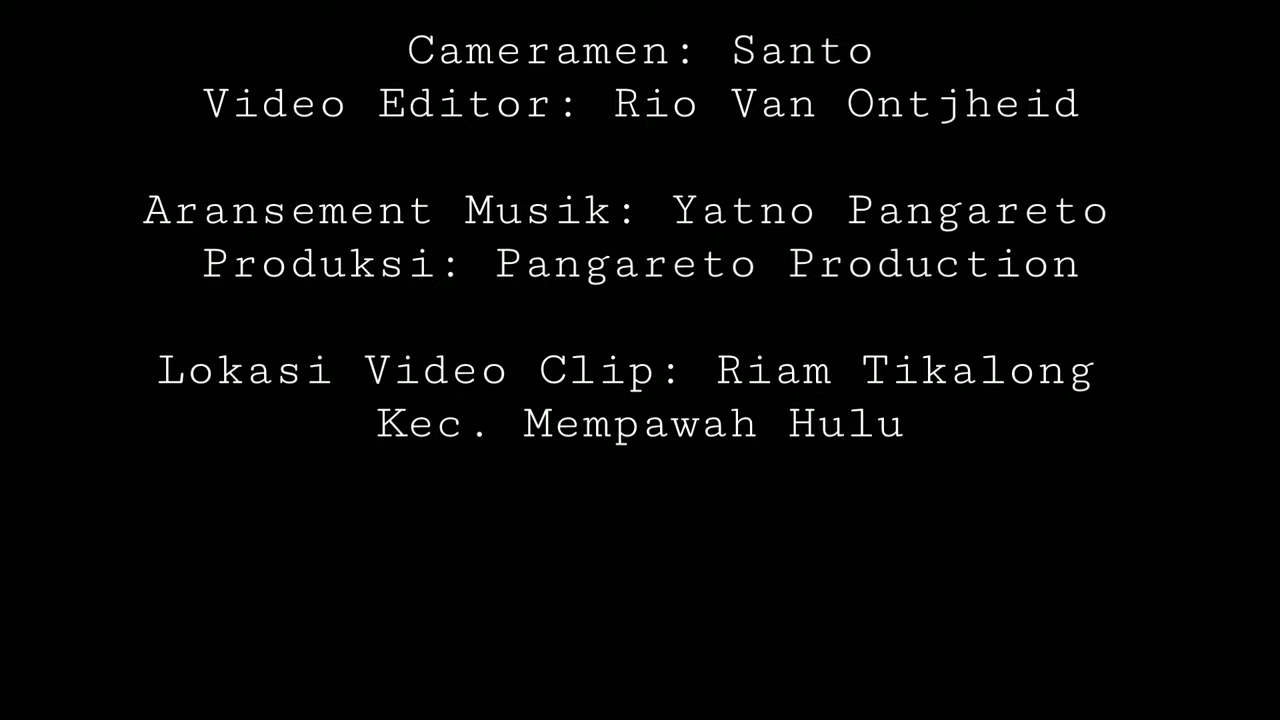 Cameramen: Santo
Video Editor: Rio Van Ontjheid
Aransement Musik: Yatno Pangareto
Produksi: Pangareto Production
Lokasi Video Clip: Riam Tikalong
Kec. Mempawah Hulu